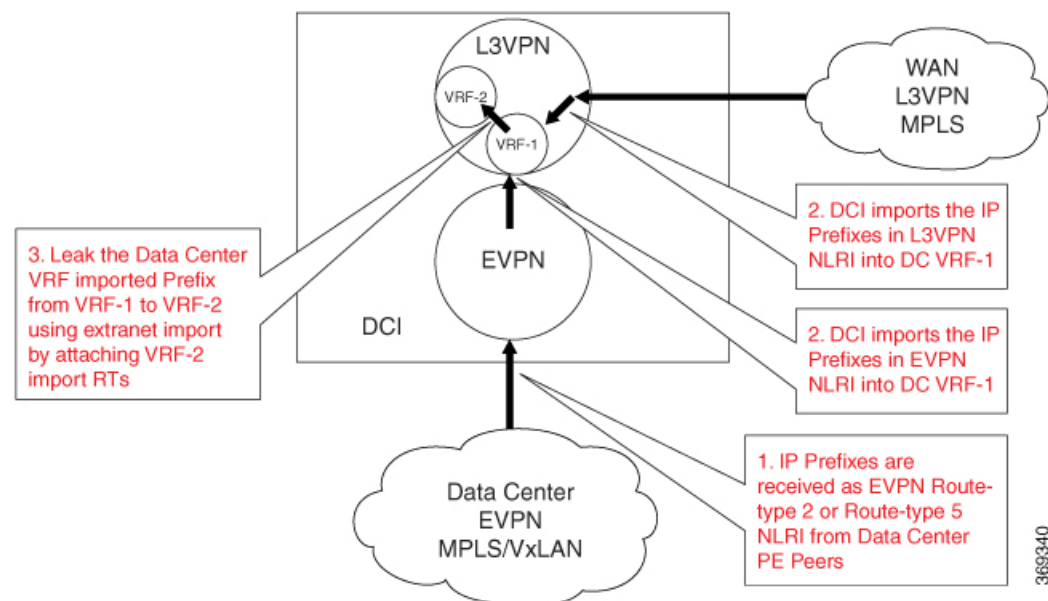 L3VPN
VRF-2
VRF-1
WAN
L3VPN
MPLS
2. DCI imports the IP
Prefixes in L3VPN
NLRI into DC VRF-1
3. Leak the Data Center
VRF imported Prefix
from VRF-1 to VRF-2
using extranet import
by attaching VRF-2
import RTs
EVPN
DCI
2. DCI imports the IP
Prefixes in EVPN
NLRI into DC VRF-1
Data Center
EVPN
MPLS/VxLAN
1. IP Prefixes are
received as EVPN Route-
type 2 or Route-type 5
NLRI from Data Center
PE Peers
369340